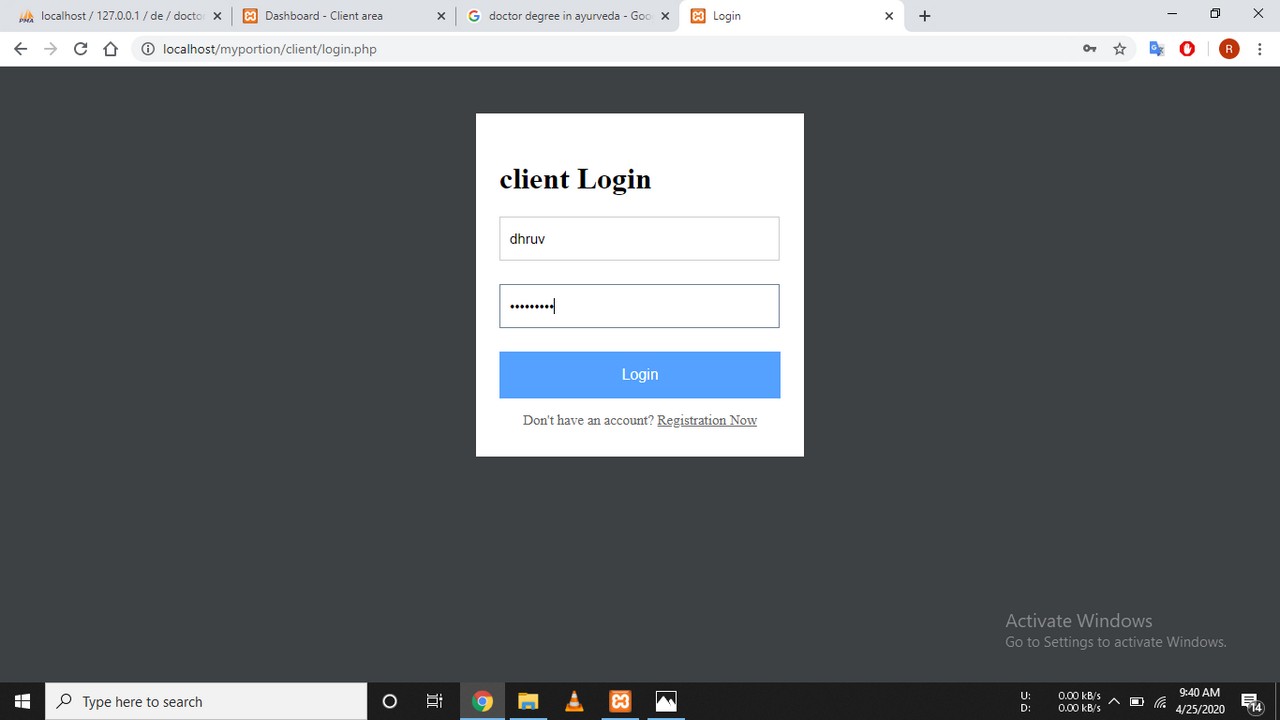 localhost / 127.0.0.1 / de / doctor
Dashboard - Client area
doctor degree in ayurveda - Goo
Login
localhost/myportion/client/login.php
R
client Login
dhruv
•••••••••
Login
Don't have an account? Registration Now
Activate Windows
Go to Settings to activate Windows.
Type here to search
U: 0.00 kB/s
D: 0.00 kB/s
9:40 AM
4/25/2020
14